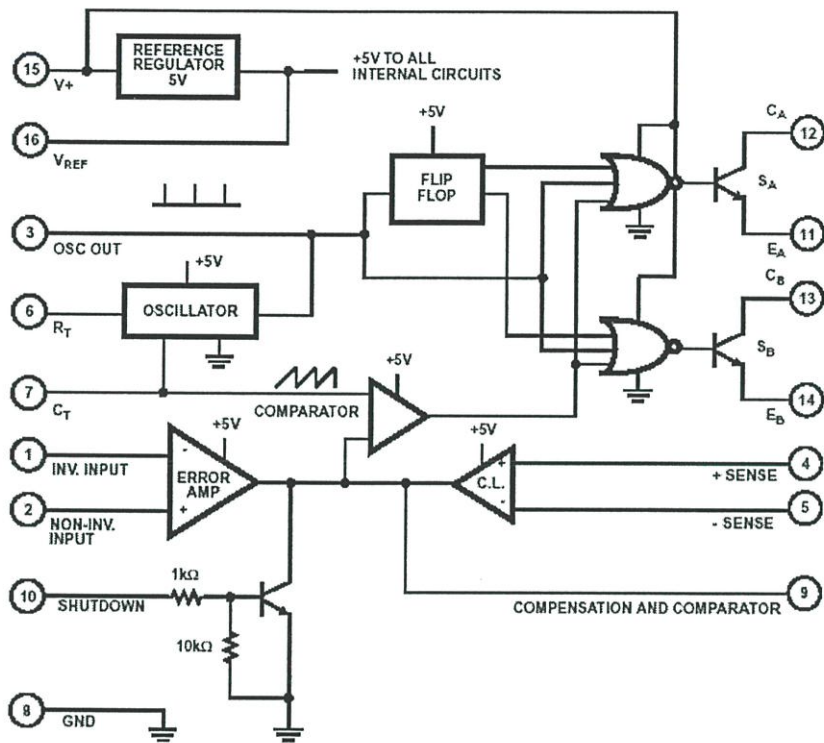 REFERENCE
REGULATOR
5V
+5V TO ALL
INTERNAL CIRCUITS
15
V+
16
VREF
+5V
FLIP
FLOP
CA
12
SA
11
EA
3
OSC OUT
+5V
6
RT
OSCILLATOR
CB
13
SB
14
EB
7
CT
COMPARATOR
+5V
1
INV. INPUT
-
+5V
ERROR
AMP
+
2
NON-INV.
INPUT
+5V
+
C.L.
-
4
+ SENSE
5
- SENSE
10
SHUTDOWN
1kΩ
10kΩ
9
COMPENSATION AND COMPARATOR
8
GND